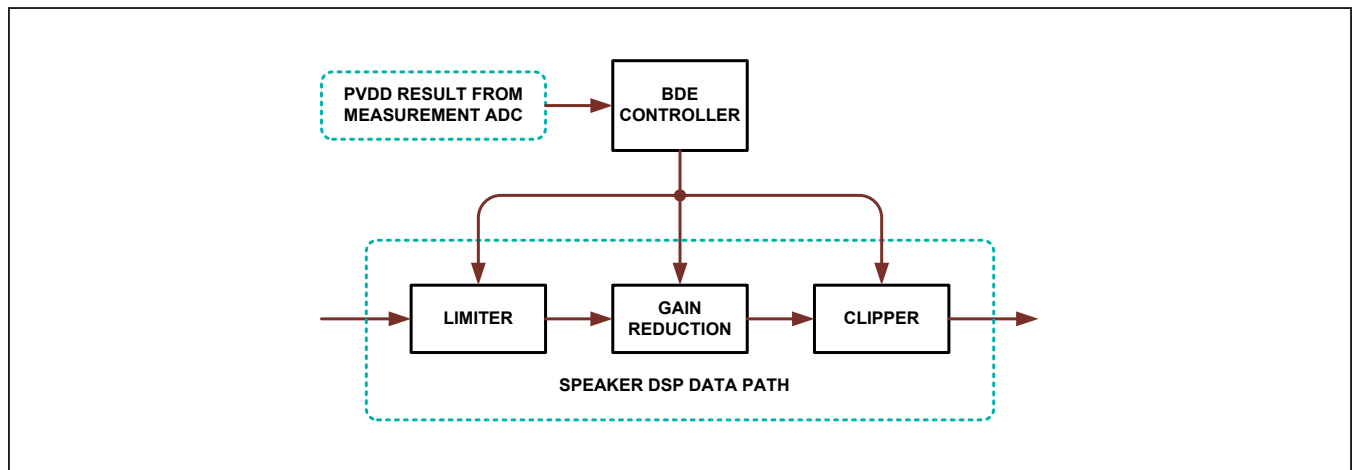 PVDD RESULT FROM
MEASUREMENT ADC
BDE
CONTROLLER
LIMITER
GAIN
REDUCTION
CLIPPER
SPEAKER DSP DATA PATH